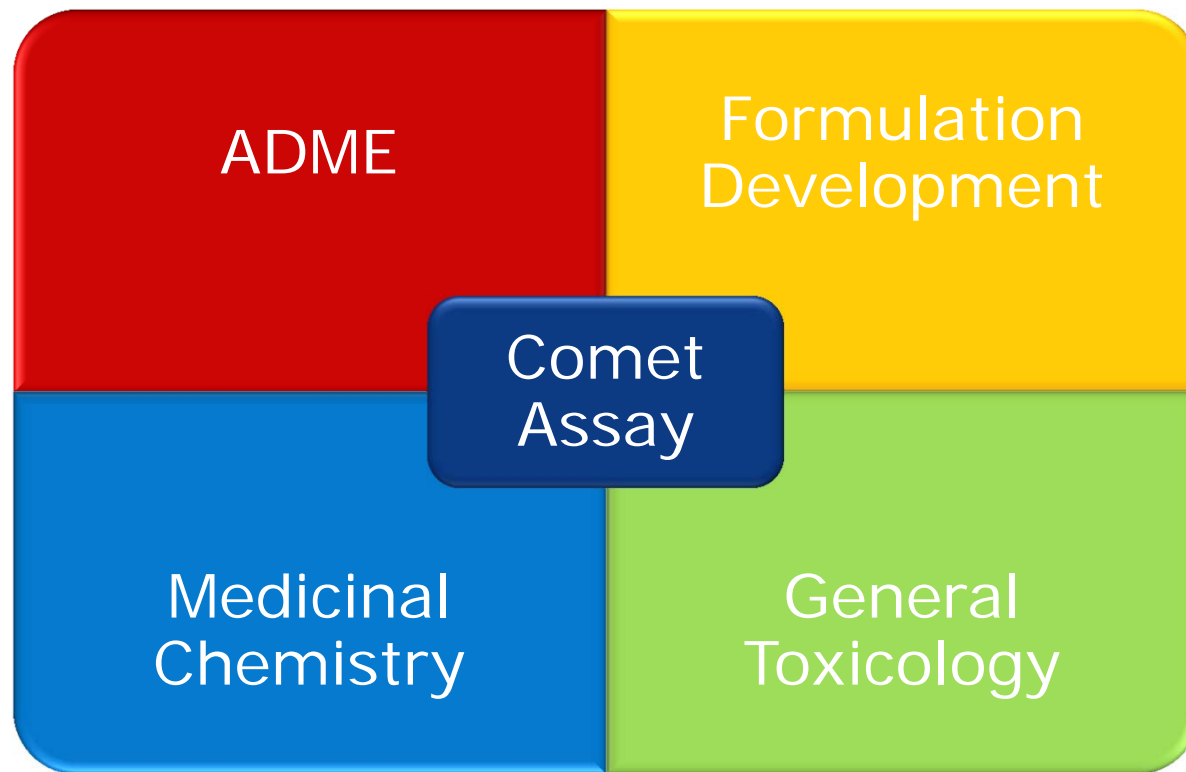 ADME
Formulation
Development
Comet
Assay
Medicinal
Chemistry
General
Toxicology